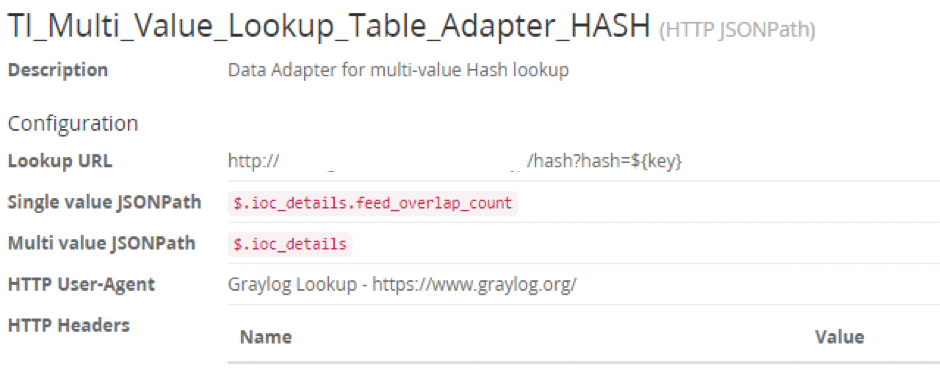 TI_Multi_Value_Lookup_Table_Adapter_HASH (HTTP JSONPath)
Description Data Adapter for multi-value Hash lookup
Configuration
Lookup URL http:// /hash?hash=${key}
Single value JSONPath $.ioc_details.feed_overlap_count
Multi value JSONPath $.ioc_details
HTTP User-Agent Graylog Lookup - https://www.graylog.org/
HTTP Headers Name Value